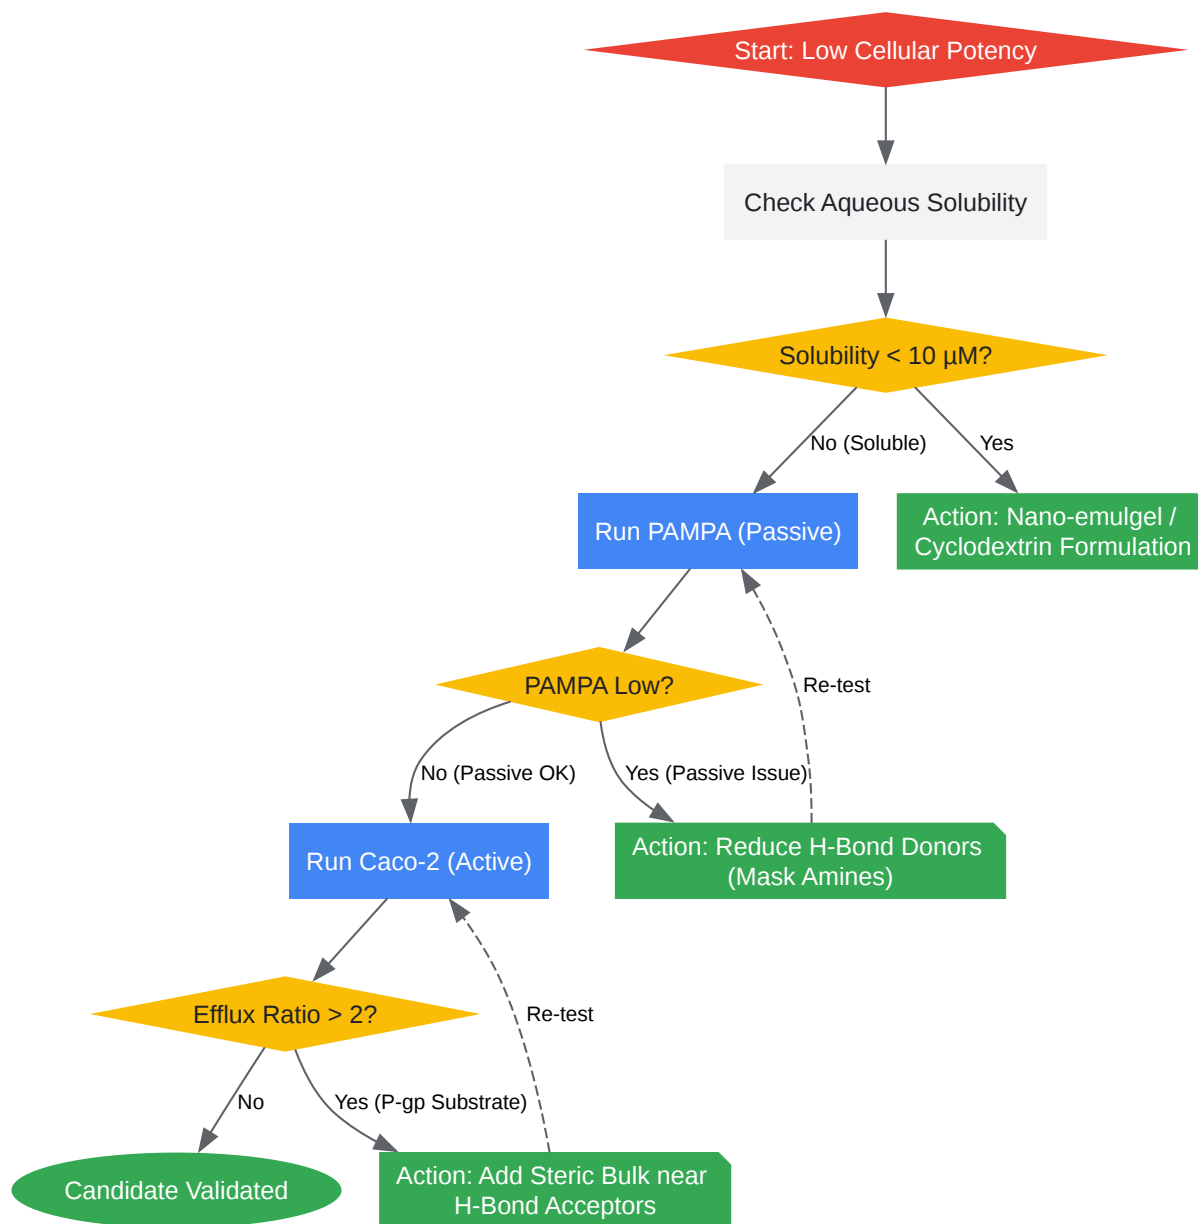 Start: Low Cellular Potency
Check Aqueous Solubility
Solubility < 10 µM?
No (Soluble)
Yes
Run PAMPA (Passive)
Action: Nano-emulgel /
Cyclodextrin Formulation
PAMPA Low?
Re-test
No (Passive OK)
Yes (Passive Issue)
Run Caco-2 (Active)
Action: Reduce H-Bond Donors
(Mask Amines)
Efflux Ratio > 2?
Re-test
No
Yes (P-gp Substrate)
Candidate Validated
Action: Add Steric Bulk near
H-Bond Acceptors